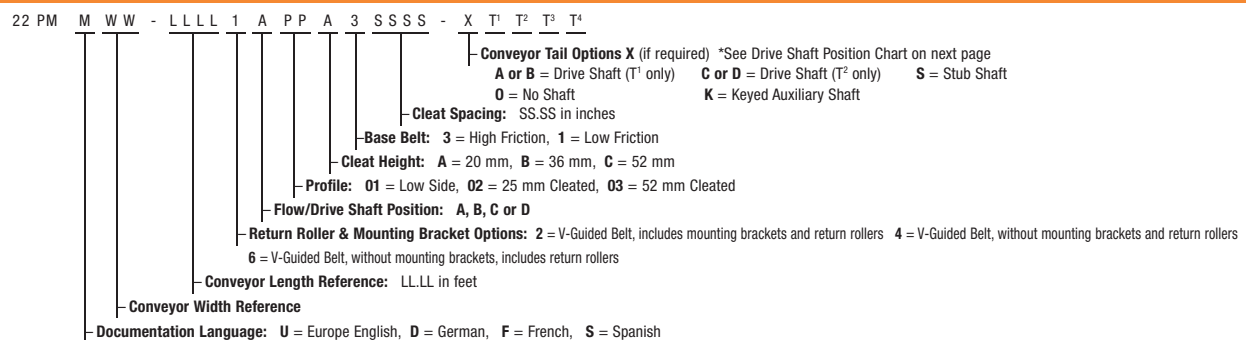 22 PM M WW - LLLL 1 A PP A 3 SSSS - X T¹ T² T³ T⁴
Conveyor Tail Options X (if required) *See Drive Shaft Position Chart on next page
A or B = Drive Shaft (T¹ only) C or D = Drive Shaft (T² only) S = Stub Shaft
O = No Shaft K = Keyed Auxiliary Shaft
Cleat Spacing: SS.SS in inches
Base Belt: 3 = High Friction, 1 = Low Friction
Cleat Height: A = 20 mm, B = 36 mm, C = 52 mm
Profile: 01 = Low Side, 02 = 25 mm Cleated, 03 = 52 mm Cleated
Flow/Drive Shaft Position: A, B, C or D
Return Roller & Mounting Bracket Options: 2 = V-Guided Belt, includes mounting brackets and return rollers 4 = V-Guided Belt, without mounting brackets and return rollers
6 = V-Guided Belt, without mounting brackets, includes return rollers
Conveyor Length Reference: LL.LL in feet
Conveyor Width Reference
Documentation Language: U = Europe English, D = German, F = French, S = Spanish